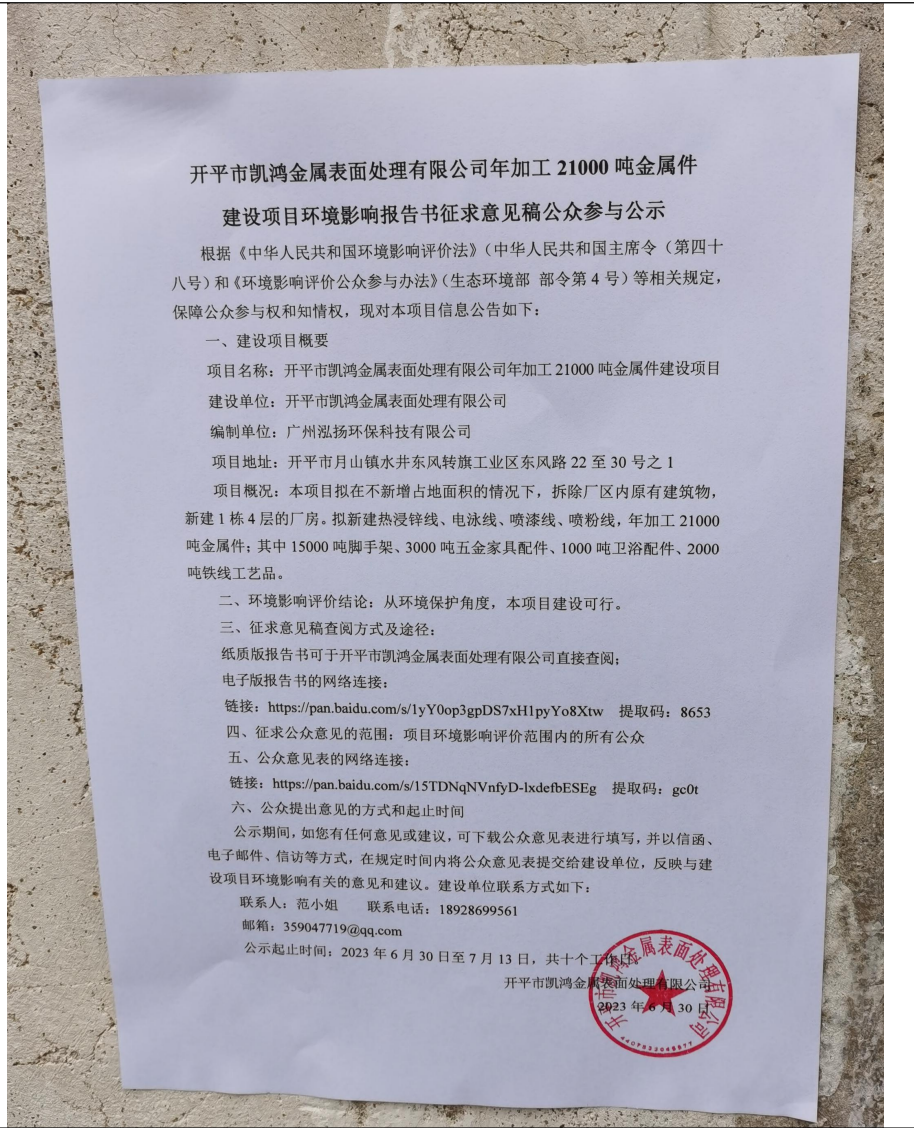 开平市凯鸿金属表面处理有限公司年加工 21000 吨金属件
建设项目环境影响报告书征求意见稿公众参与公示
根据《中华人民共和国环境影响评价法》（中华人民共和国主席令（第四十
八号）和《环境影响评价公众参与办法》（生态环境部 部令第 4 号）等相关规定，
保障公众参与权和知情权，现对本项目信息公告如下：
一、建设项目概要
项目名称：开平市凯鸿金属表面处理有限公司年加工 21000 吨金属件建设项目
建设单位：开平市凯鸿金属表面处理有限公司
编制单位：广州泓扬环保科技有限公司
项目地址：开平市月山镇水井东风转旗工业区东风路 22 至 30 号之 1
项目概况：本项目拟在不新增占地面积的情况下，拆除厂区内原有建筑物，
新建 1 栋 4 层的厂房。拟新建热浸锌线、电泳线、喷漆线、喷粉线，年加工 21000
吨金属件；其中 15000 吨脚手架、3000 吨五金家具配件、1000 吨卫浴配件、2000
吨铁线工艺品。
二、环境影响评价结论：从环境保护角度，本项目建设可行。
三、征求意见稿查阅方式及途径：
纸质版报告书可于开平市凯鸿金属表面处理有限公司直接查阅；
电子版报告书的网络连接：
链接：https://pan.baidu.com/s/1yY0op3gpDS7xH1pyYo8Xtw 提取码：8653
四、征求公众意见的范围：项目环境影响评价范围内的所有公众
五、公众意见表的网络连接：
链接：https://pan.baidu.com/s/15TDNqNVnfyD-lxdefbESEg 提取码：gc0t
六、公众提出意见的方式和起止时间
公示期间，如您有任何意见或建议，可下载公众意见表进行填写，并以信函、
电子邮件、信访等方式，在规定时间内将公众意见表提交给建设单位，反映与建
设项目环境影响有关的意见和建议。建设单位联系方式如下：
联系人：范小姐 联系电话：18928699561
邮箱：359047719@qq.com
公示起止时间：2023 年 6 月 30 日至 7 月 13 日，共十个工作日。
开平市凯鸿金属表面处理有限公司
2023 年 6 月 30 日
开平市凯鸿金属表面处理有限公司